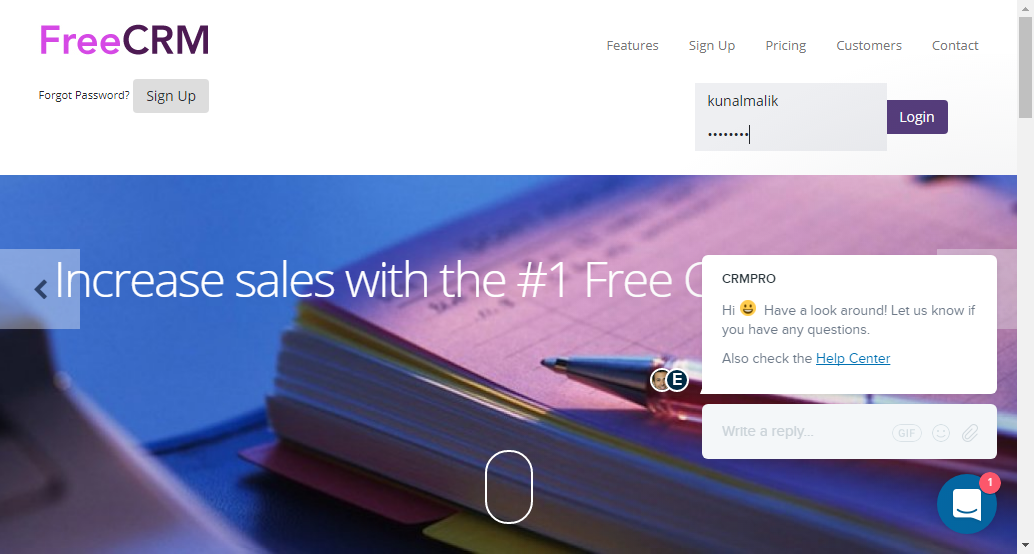 FreeCRM
Features Sign Up Pricing Customers Contact
Forgot Password? Sign Up
kunalmalik
••••••••
Login
Increase sales with the #1 Free C
CRMPRO
Hi 😀 Have a look around! Let us know if
you have any questions.
Also check the Help Center
E
Write a reply...
GIF
1